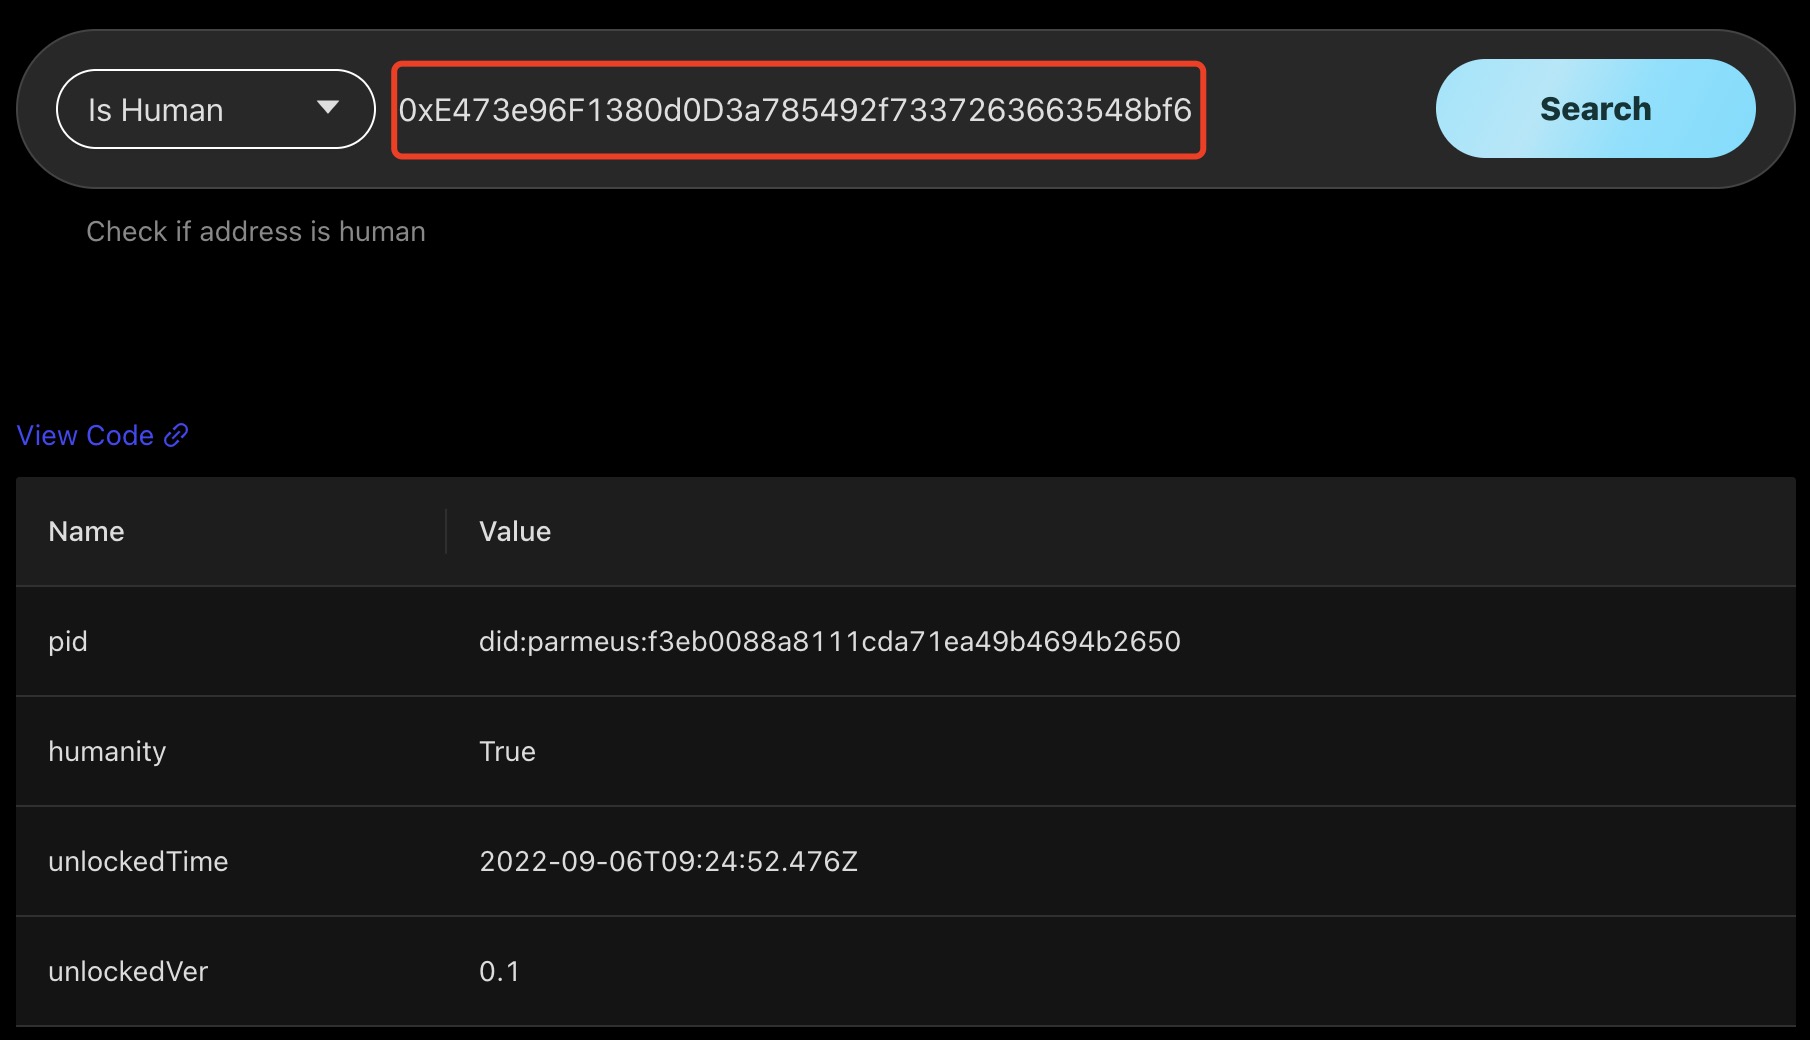 Is Human 0xE473e96F1380d0D3a785492f7337263663548bf6 Search
Check if address is human
View Code
Name Value
pid did:parmeus:f3eb0088a8111cda71ea49b4694b2650
humanity True
unlockedTime 2022-09-06T09:24:52.476Z
unlockedVer 0.1